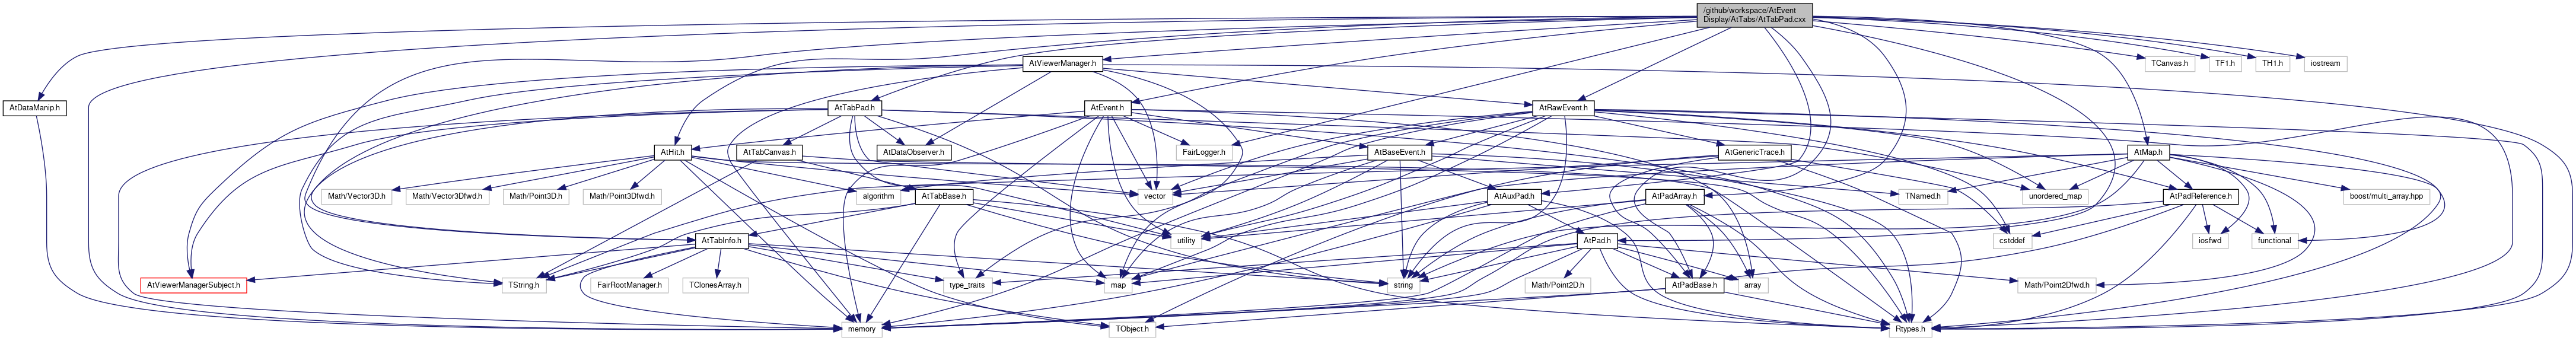 /github/workspace/AtEvent
Display/AtTabs/AtTabPad.cxx
AtViewerManager.h
TCanvas.h
TF1.h
TH1.h
iostream
AtDataManip.h
AtTabPad.h
AtEvent.h
AtRawEvent.h
AtHit.h
AtTabCanvas.h
AtDataObserver.h
FairLogger.h
AtBaseEvent.h
AtGenericTrace.h
AtMap.h
Math/Vector3D.h
Math/Vector3Dfwd.h
Math/Point3D.h
Math/Point3Dfwd.h
algorithm
AtTabBase.h
vector
AtAuxPad.h
AtPadArray.h
TNamed.h
unordered_map
AtPadReference.h
boost/multi_array.hpp
AtTabInfo.h
utility
AtPad.h
cstddef
iosfwd
functional
AtViewerManagerSubject.h
TString.h
FairRootManager.h
TClonesArray.h
type_traits
map
string
Math/Point2D.h
AtPadBase.h
array
Math/Point2Dfwd.h
memory
TObject.h
Rtypes.h